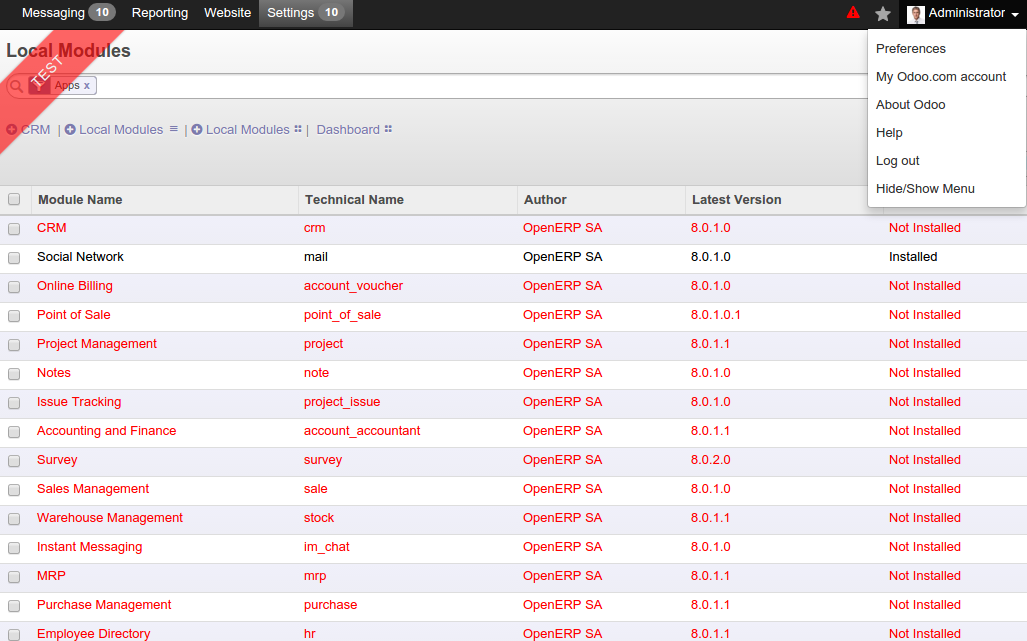 Messaging 10 Reporting Website Settings 10 Administrator
Local Modules
TEST
Apps x
CRM | Local Modules | Local Modules | Dashboard
Preferences
My Odoo.com account
About Odoo
Help
Log out
Hide/Show Menu
Module Name Technical Name Author Latest Version
CRM crm OpenERP SA 8.0.1.0 Not Installed
Social Network mail OpenERP SA 8.0.1.0 Installed
Online Billing account_voucher OpenERP SA 8.0.1.0 Not Installed
Point of Sale point_of_sale OpenERP SA 8.0.1.0.1 Not Installed
Project Management project OpenERP SA 8.0.1.1 Not Installed
Notes note OpenERP SA 8.0.1.0 Not Installed
Issue Tracking project_issue OpenERP SA 8.0.1.0 Not Installed
Accounting and Finance account_accountant OpenERP SA 8.0.1.1 Not Installed
Survey survey OpenERP SA 8.0.2.0 Not Installed
Sales Management sale OpenERP SA 8.0.1.0 Not Installed
Warehouse Management stock OpenERP SA 8.0.1.1 Not Installed
Instant Messaging im_chat OpenERP SA 8.0.1.0 Not Installed
MRP mrp OpenERP SA 8.0.1.1 Not Installed
Purchase Management purchase OpenERP SA 8.0.1.1 Not Installed
Employee Directory hr OpenERP SA 8.0.1.1 Not Installed